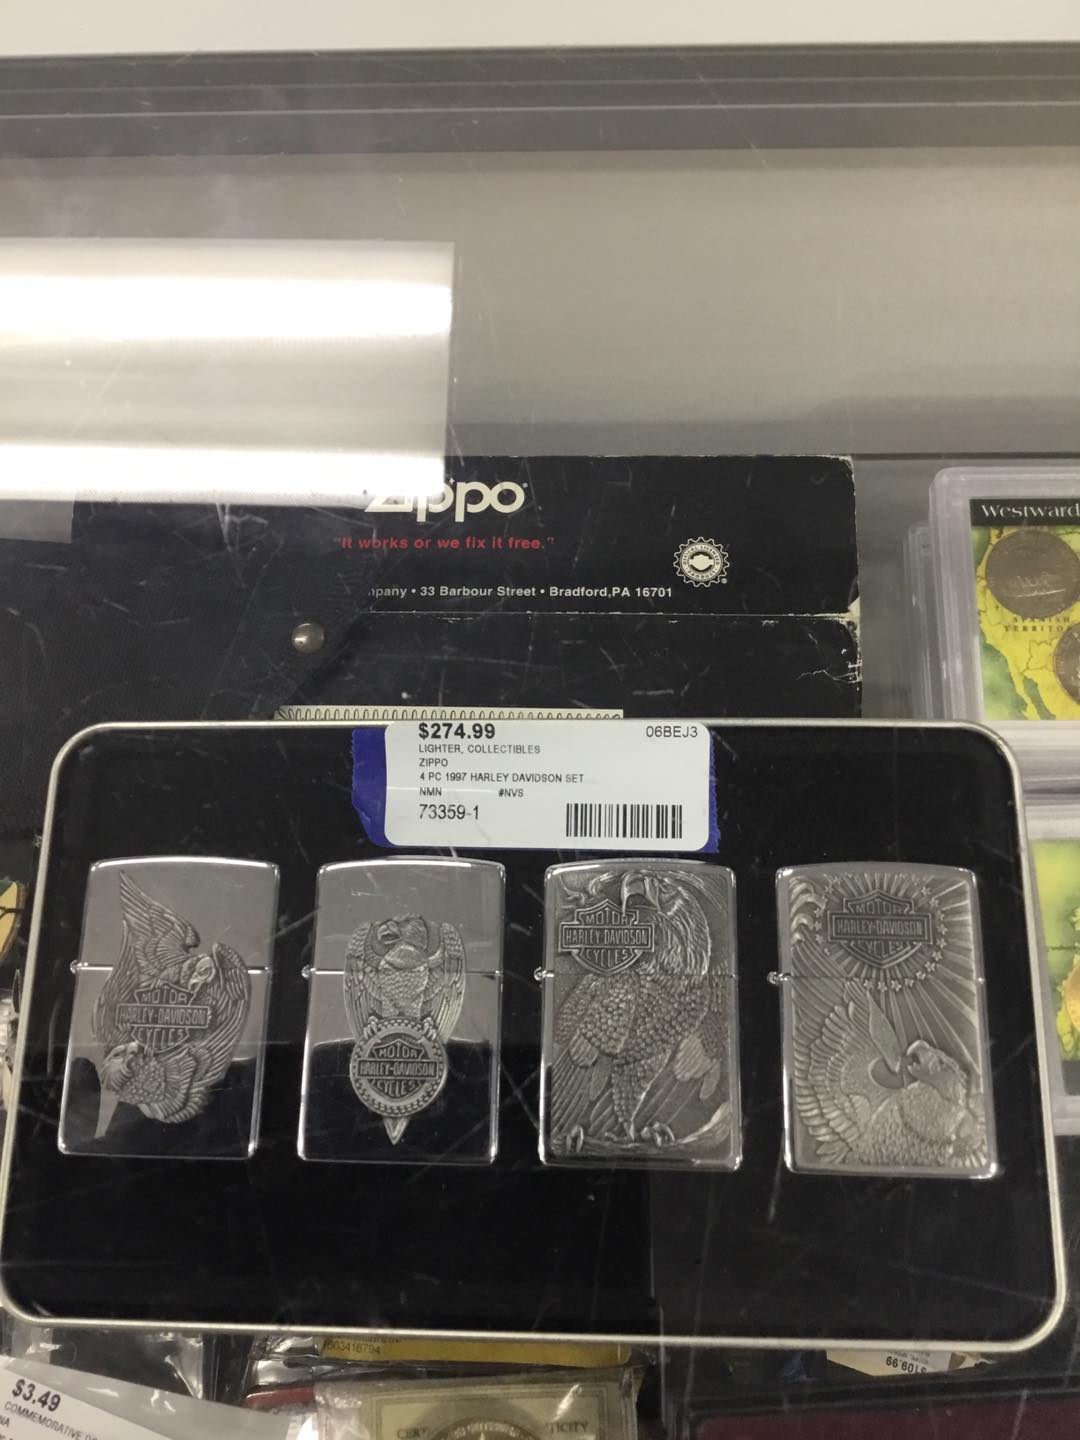 Zippo
"It works or we fix it free."
33 Barbour Street • Bradford,PA 16701
Westward
SPANISH
$274.99 06BEJ3
LIGHTER, COLLECTIBLES
ZIPPO
4 PC 1997 HARLEY DAVIDSON SET
NMN #NVS
73359-1
MOTOR
HARLEY-DAVIDSON
CYCLES
MOTOR
HARLEY-DAVIDSON
CYCLES
MOTOR
HARLEY-DAVIDSON
CYCLES
MOTOR
HARLEY-DAVIDSON
CYCLES
$3.49
COMMEMORATIVE